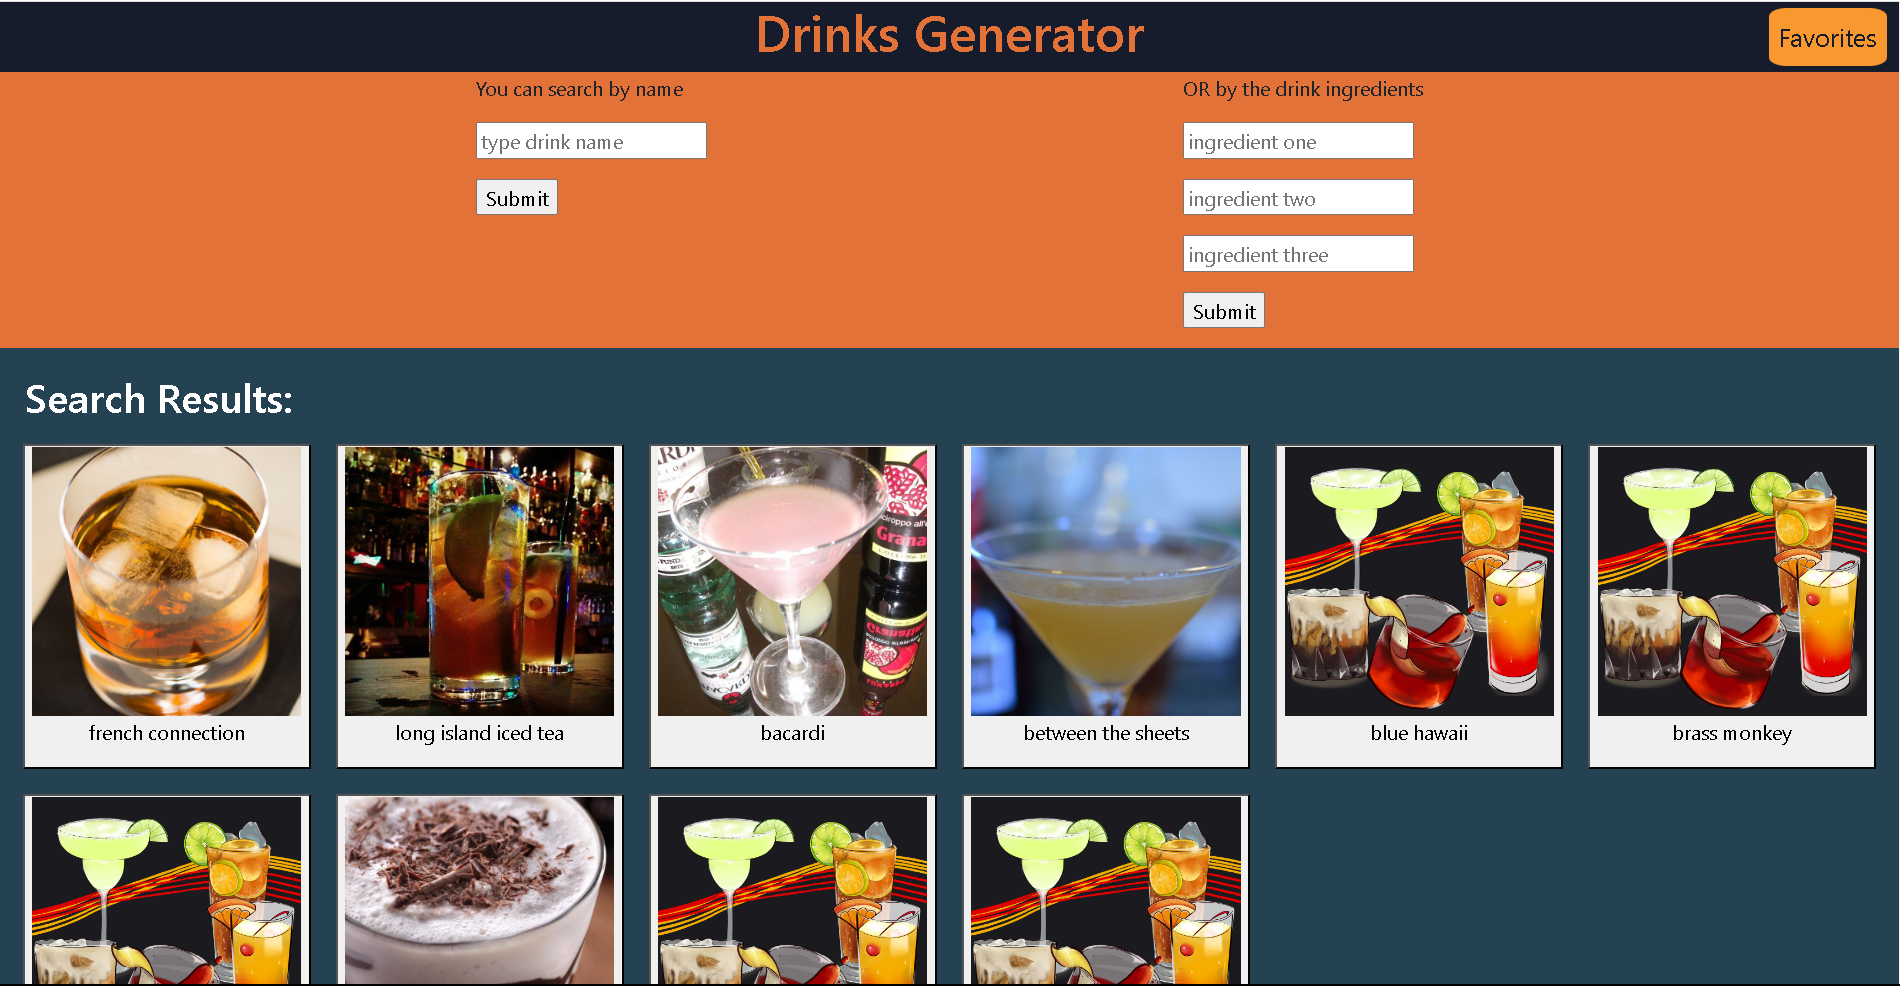 Drinks Generator
Favorites
You can search by name
type drink name
Submit
OR by the drink ingredients
ingredient one
ingredient two
ingredient three
Submit
Search Results:
french connection
long island iced tea
bacardi
between the sheets
blue hawaii
brass monkey